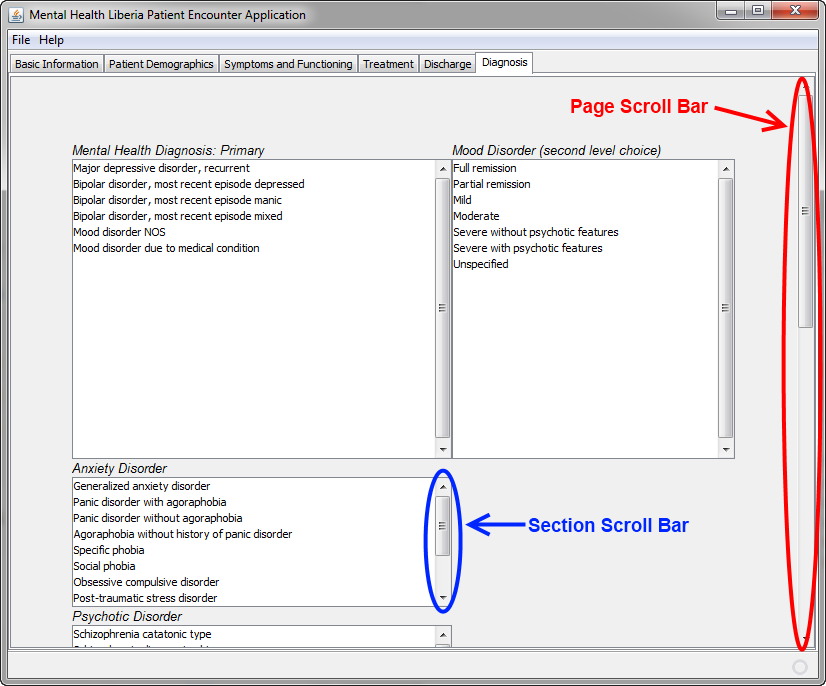 Mental Health Liberia Patient Encounter Application
File Help
Basic Information Patient Demographics Symptoms and Functioning Treatment Discharge Diagnosis
Page Scroll Bar
Mental Health Diagnosis: Primary
Major depressive disorder, recurrent
Bipolar disorder, most recent episode depressed
Bipolar disorder, most recent episode manic
Bipolar disorder, most recent episode mixed
Mood disorder NOS
Mood disorder due to medical condition
Mood Disorder (second level choice)
Full remission
Partial remission
Mild
Moderate
Severe without psychotic features
Severe with psychotic features
Unspecified
Anxiety Disorder
Generalized anxiety disorder
Panic disorder with agoraphobia
Panic disorder without agoraphobia
Agoraphobia without history of panic disorder
Specific phobia
Social phobia
Obsessive compulsive disorder
Post-traumatic stress disorder
Section Scroll Bar
Psychotic Disorder
Schizophrenia catatonic type